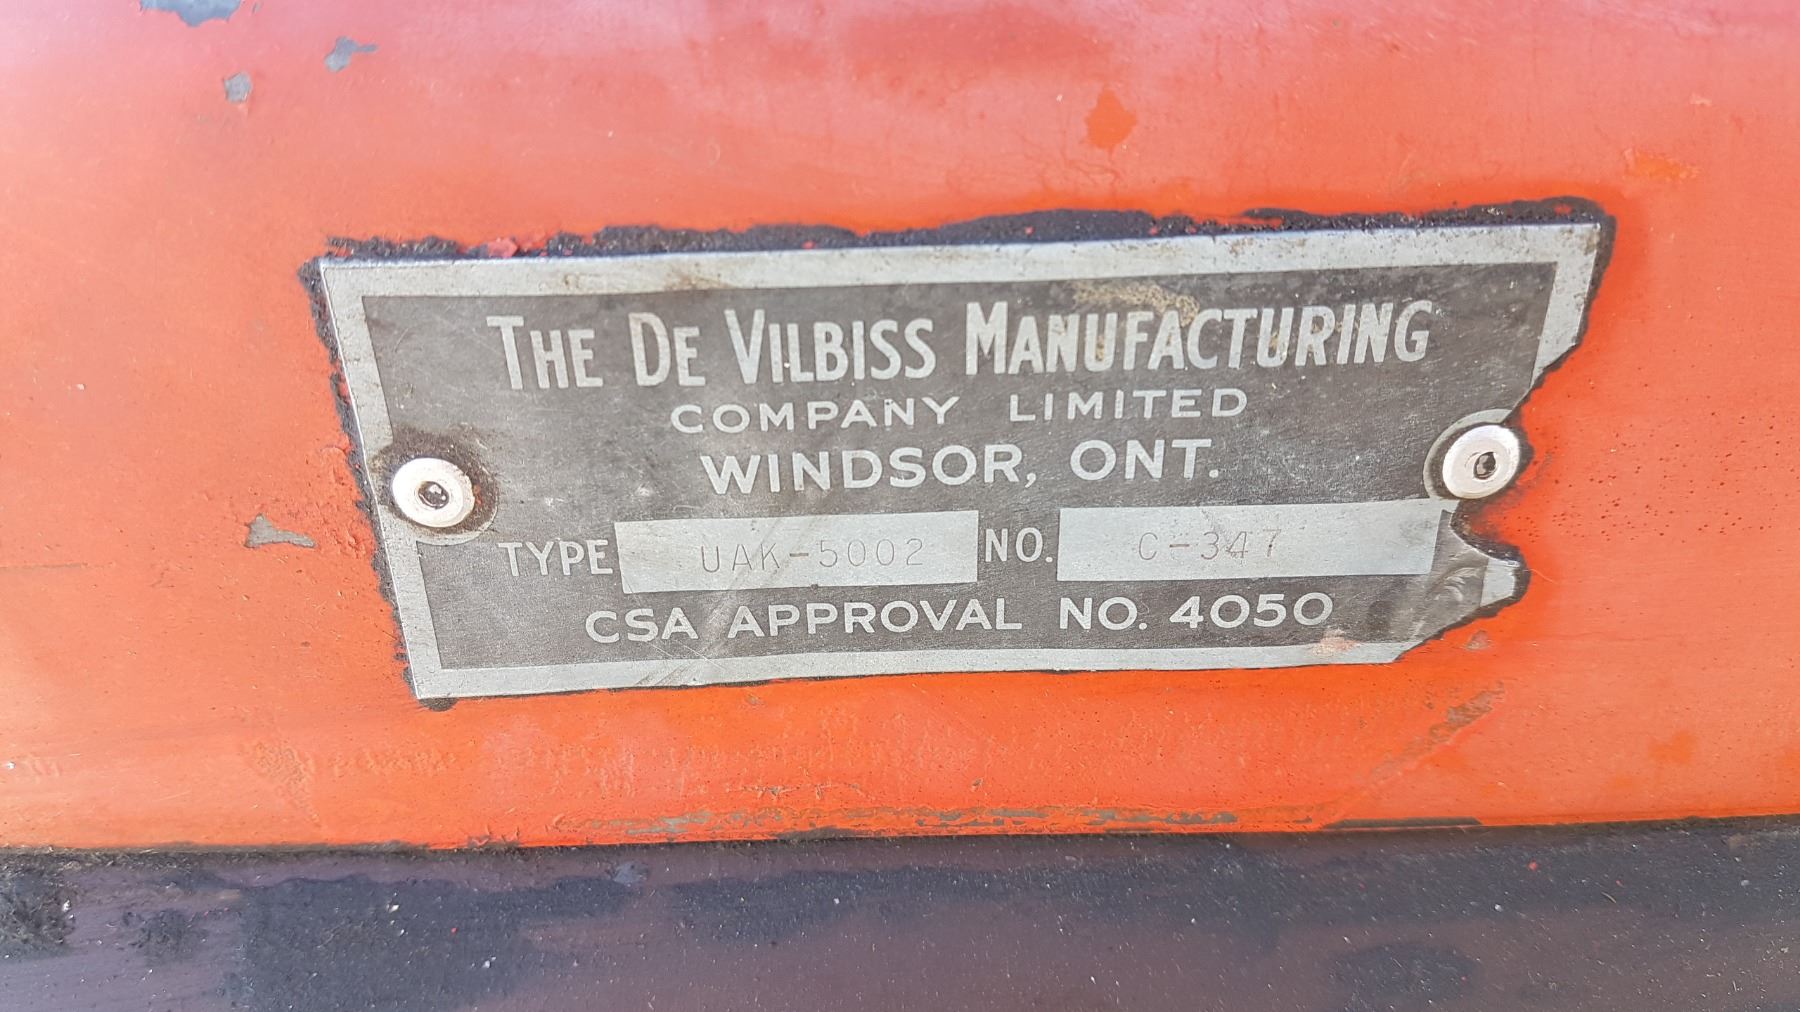 THE DE VILBISS MANUFACTURING
COMPANY LIMITED
WINDSOR, ONT.
TYPE UAK-5002 NO. C-347
CSA APPROVAL NO. 4050